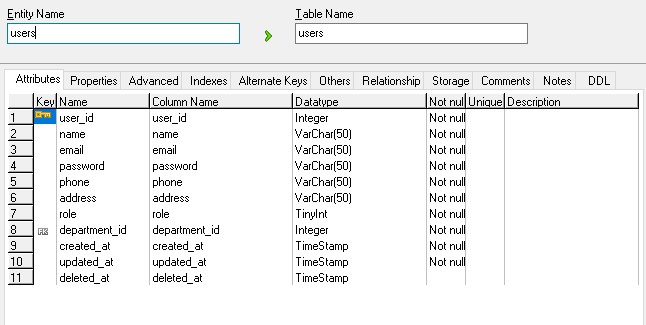 Entity Name Table Name
users users
Attributes Properties Advanced Indexes Alternate Keys Others Relationship Storage Comments Notes DDL
Key Name Column Name Datatype Not nul Unique Description
1 user_id user_id Integer Not null
2 name name VarChar(50) Not null
3 email email VarChar(50) Not null
4 password password VarChar(50) Not null
5 phone phone VarChar(50) Not null
6 address address VarChar(50) Not null
7 role role TinyInt Not null
8 FK department_id department_id Integer Not null
9 created_at created_at TimeStamp Not null
10 updated_at updated_at TimeStamp Not null
11 deleted_at deleted_at TimeStamp